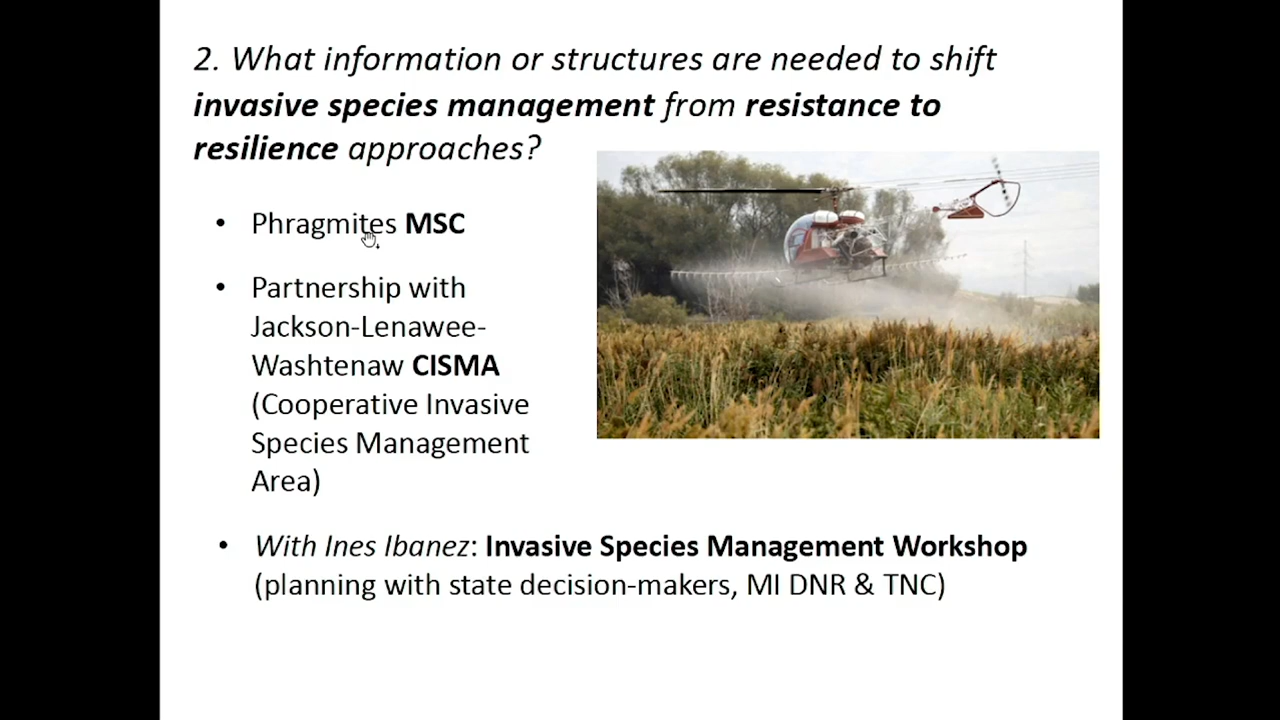 2. What information or structures are needed to shift
invasive species management from resistance to
resilience approaches?
• Phragmites MSC
• Partnership with
Jackson-Lenawee-
Washtenaw CISMA
(Cooperative Invasive
Species Management
Area)
• With Ines Ibanez: Invasive Species Management Workshop
(planning with state decision-makers, MI DNR & TNC)